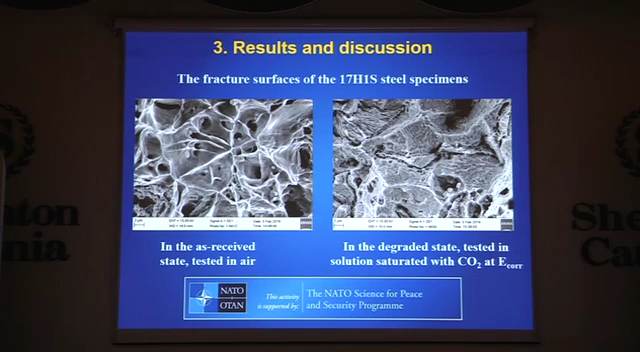 3. Results and discussion
The fracture surfaces of the 17H1S steel specimens
In the as-received
state, tested in air
In the degraded state, tested in
solution saturated with CO2 at Ecorr
NATO
OTAN
This activity
is supported by:
The NATO Science for Peace
and Security Programme